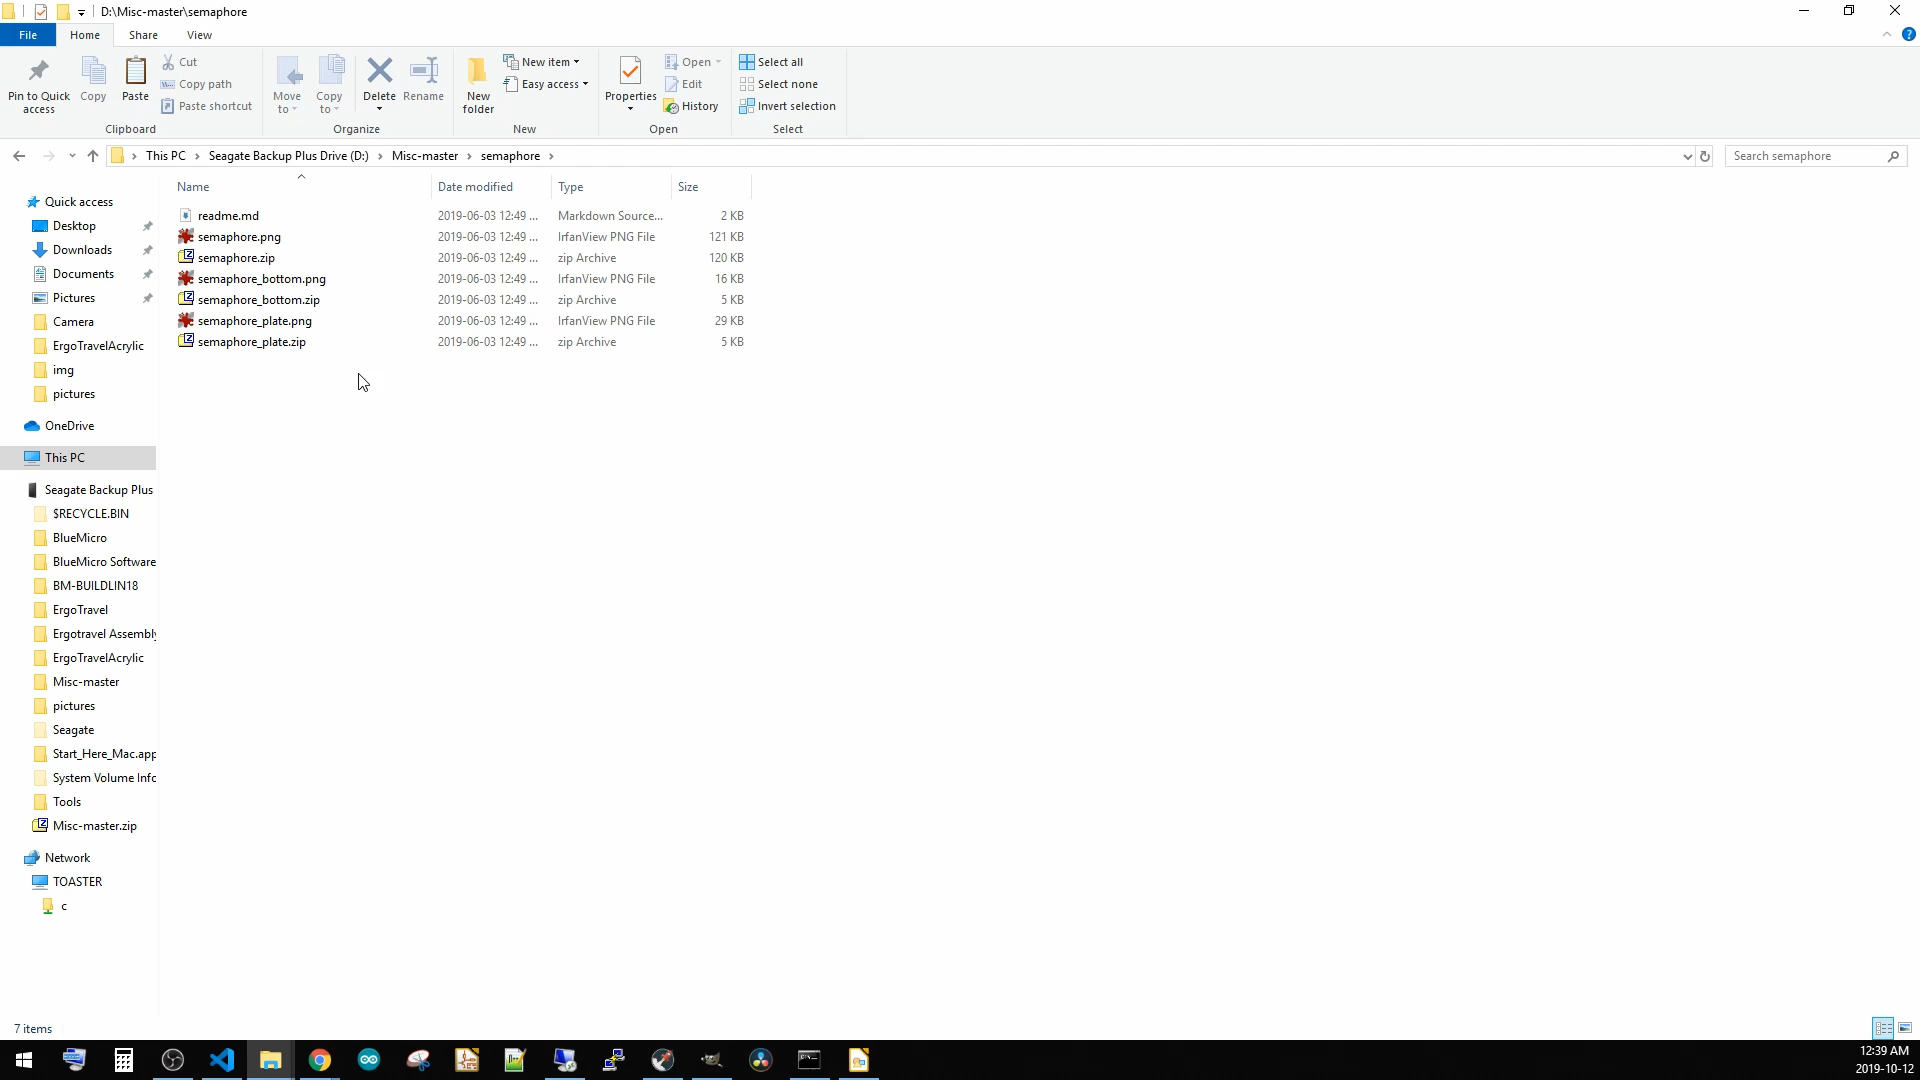 D:\Misc-master\semaphore
File Home Share View
Pin to Quick access
Copy
Paste
Cut
Copy path
Paste shortcut
Clipboard
Move to
Copy to
Delete
Rename
Organize
New folder
New item
Easy access
New
Properties
Open
Edit
History
Open
Select all
Select none
Invert selection
Select
This PC Seagate Backup Plus Drive (D:) Misc-master semaphore
Search semaphore
Name Date modified Type Size
readme.md 2019-06-03 12:49 ... Markdown Source... 2 KB
semaphore.png 2019-06-03 12:49 ... IrfanView PNG File 121 KB
semaphore.zip 2019-06-03 12:49 ... zip Archive 120 KB
semaphore_bottom.png 2019-06-03 12:49 ... IrfanView PNG File 16 KB
semaphore_bottom.zip 2019-06-03 12:49 ... zip Archive 5 KB
semaphore_plate.png 2019-06-03 12:49 ... IrfanView PNG File 29 KB
semaphore_plate.zip 2019-06-03 12:49 ... zip Archive 5 KB
Quick access
Desktop
Downloads
Documents
Pictures
Camera
ErgoTravelAcrylic
img
pictures
OneDrive
This PC
Seagate Backup Plus
$RECYCLE.BIN
BlueMicro
BlueMicro Software
BM-BUILDLIN18
ErgoTravel
Ergotravel Assembly
ErgoTravelAcrylic
Misc-master
pictures
Seagate
Start_Here_Mac.app
System Volume Info
Tools
Misc-master.zip
Network
TOASTER
c
7 items
12:39 AM
2019-10-12